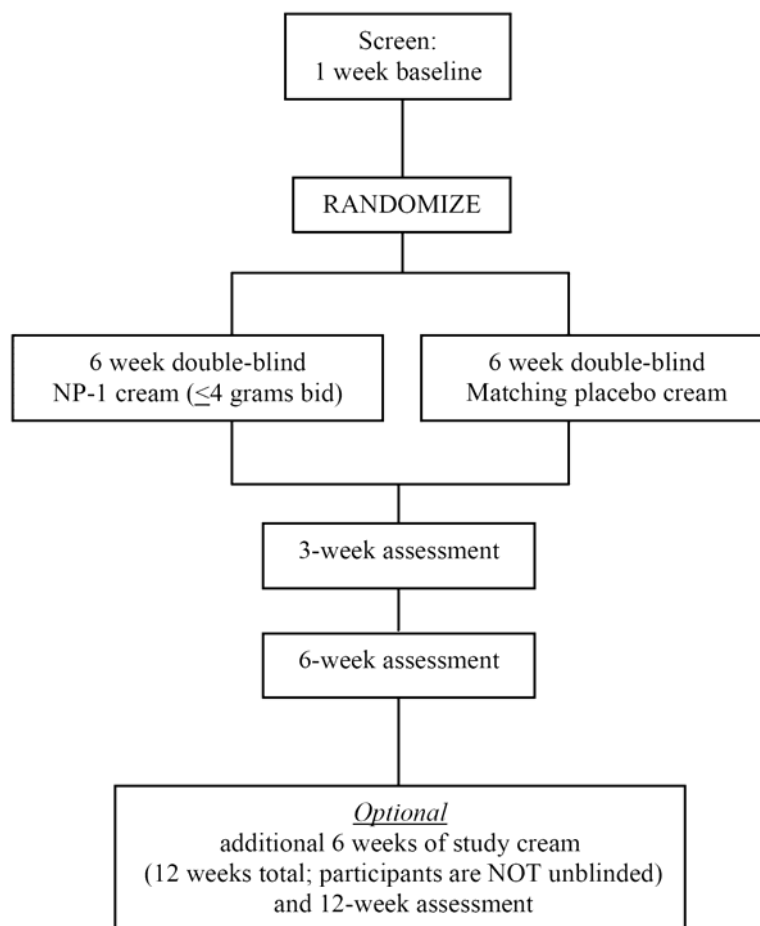 Screen:
1 week baseline
RANDOMIZE
6 week double-blind
NP-1 cream (≤4 grams bid)
6 week double-blind
Matching placebo cream
3-week assessment
6-week assessment
Optional
additional 6 weeks of study cream
(12 weeks total; participants are NOT unblinded)
and 12-week assessment